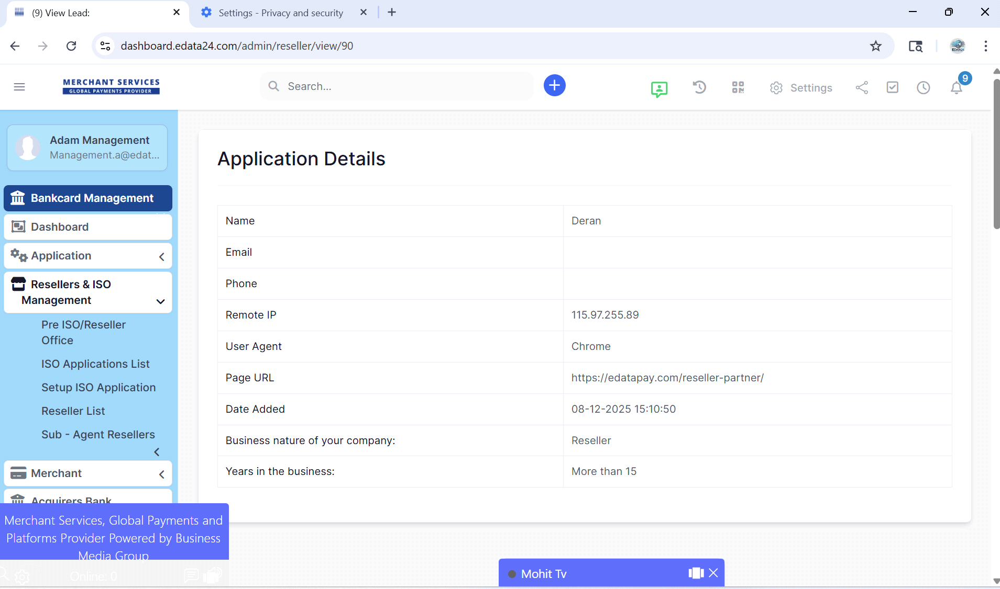 (9) View Lead:
Settings - Privacy and security
dashboard.edata24.com/admin/reseller/view/90
EDATA24
MERCHANT SERVICES
GLOBAL PAYMENTS PROVIDER
Search...
Settings
9
Adam Management
Management.a@edat...
Bankcard Management
Dashboard
Application
Resellers & ISO
Management
Pre ISO/Reseller
Office
ISO Applications List
Setup ISO Application
Reseller List
Sub - Agent Resellers
Merchant
Acquirers Bank
Merchant Services, Global Payments and
Platforms Provider Powered by Business
Media Group
Online: 0
Application Details
Name Deran
Email
Phone
Remote IP 115.97.255.89
User Agent Chrome
Page URL https://edatapay.com/reseller-partner/
Date Added 08-12-2025 15:10:50
Business nature of your company: Reseller
Years in the business: More than 15
Mohit Tv